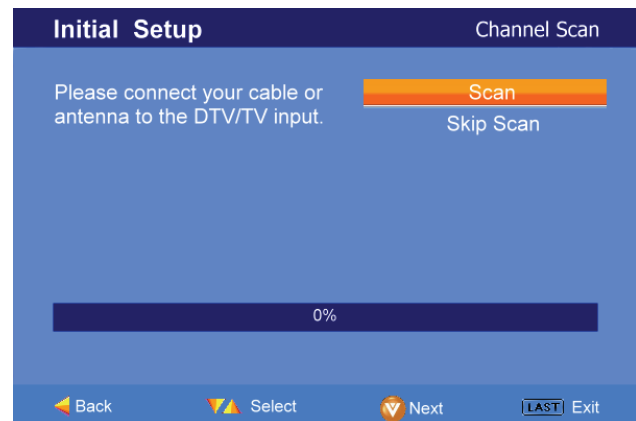 Initial Setup
Channel Scan
Please connect your cable or
antenna to the DTV/TV input.
Scan
Skip Scan
0%
Back
Select
V Next
LAST Exit